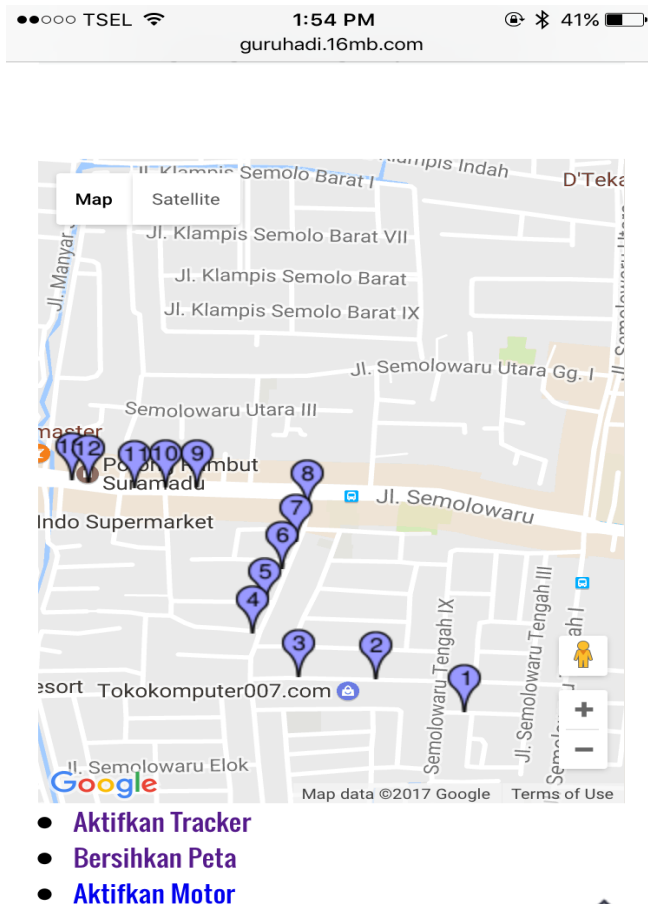 TSEL 1:54 PM 41%
guruhadi.16mb.com
Jl. Klampis Semolo Barat I
Indah
D'Teka
Map Satellite
Jl. Klampis Semolo Barat VII
Jl. Manyar
Jl. Klampis Semolo Barat
Jl. Klampis Semolo Barat IX
Jl. Semolowaru Utara Gg. I
Semolowaru Utara III
master
12 11 10 9
8
Suramadu
Jl. Semolowaru
7
Indo Supermarket
6
5
4
3
2
1
Semolowaru Tengah IX
Jl. Semolowaru Tengah III
ah I
esort
Tokokomputer007.com
+
−
Jl. Semolowaru Elok
Google
Map data ©2017 Google Terms of Use
Aktifkan Tracker
Bersihkan Peta
Aktifkan Motor